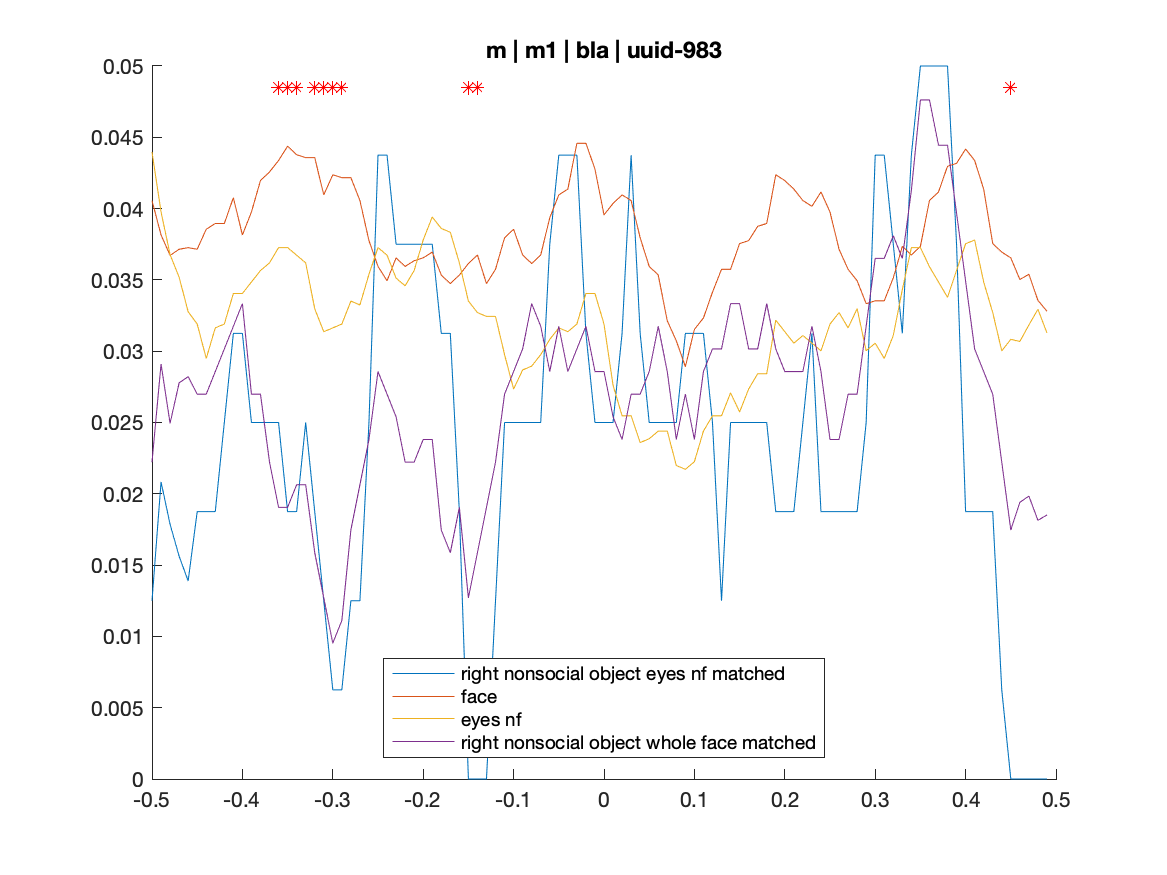 m | m1 | bla | uuid-983
0.05
0.045
0.04
0.035
0.03
0.025
0.02
0.015
0.01
0.005
0
right nonsocial object eyes nf matched
face
eyes nf
right nonsocial object whole face matched
-0.5 -0.4 -0.3 -0.2 -0.1 0 0.1 0.2 0.3 0.4 0.5